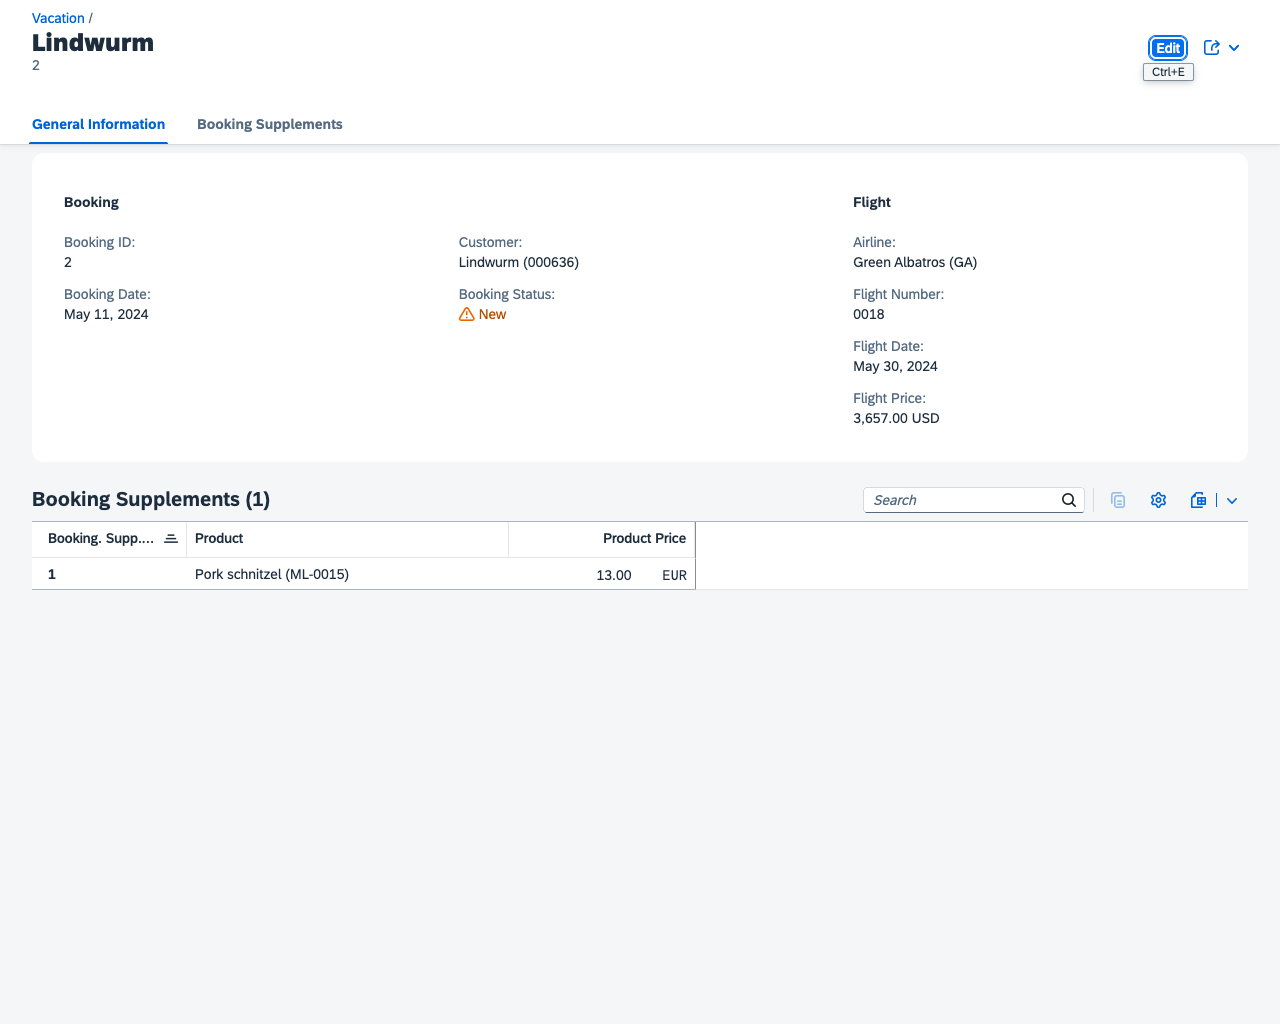 Vacation /
Lindwurm
2
Edit
Ctrl+E
General Information
Booking Supplements
Booking
Flight
Booking ID:
2
Customer:
Lindwurm (000636)
Airline:
Green Albatros (GA)
Booking Date:
May 11, 2024
Booking Status:
New
Flight Number:
0018
Flight Date:
May 30, 2024
Flight Price:
3,657.00 USD
Booking Supplements (1)
Search
Booking. Supp....
Product
Product Price
1
Pork schnitzel (ML-0015)
13.00 EUR